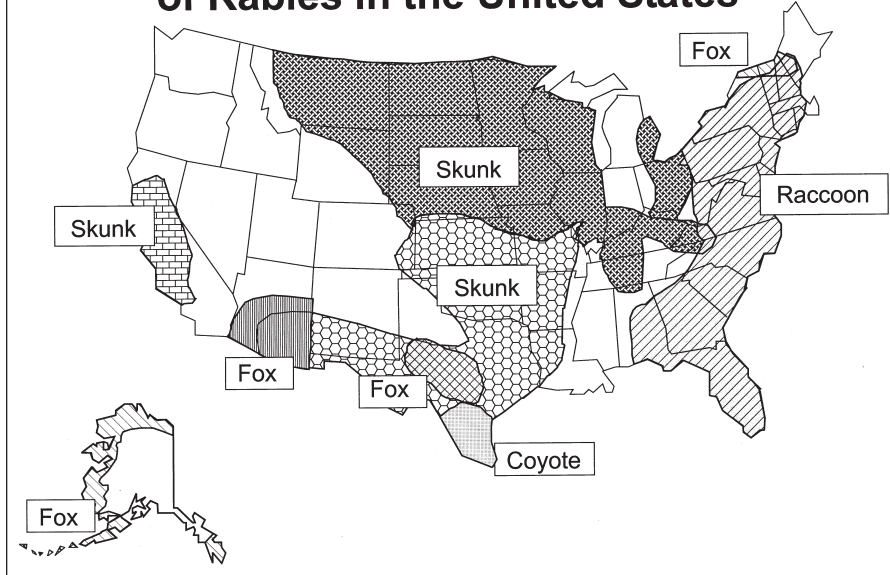 of Rabies in the United States
Fox
Skunk
Raccoon
Skunk
Skunk
Fox
Fox
Coyote
Fox